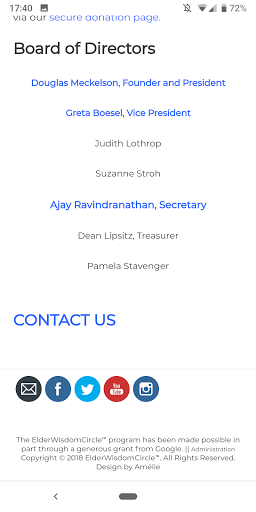 17:40 72%
via our secure donation page.
Board of Directors
Douglas Meckelson, Founder and President
Greta Boesel, Vice President
Judith Lothrop
Suzanne Stroh
Ajay Ravindranathan, Secretary
Dean Lipsitz, Treasurer
Pamela Stavenger
CONTACT US
You Tube
The ElderWisdomCircle™ program has been made possible in
part through a generous grant from Google. || Administration
Copyright © 2018 ElderWisdomCircle™. All Rights Reserved.
Design by Amélie